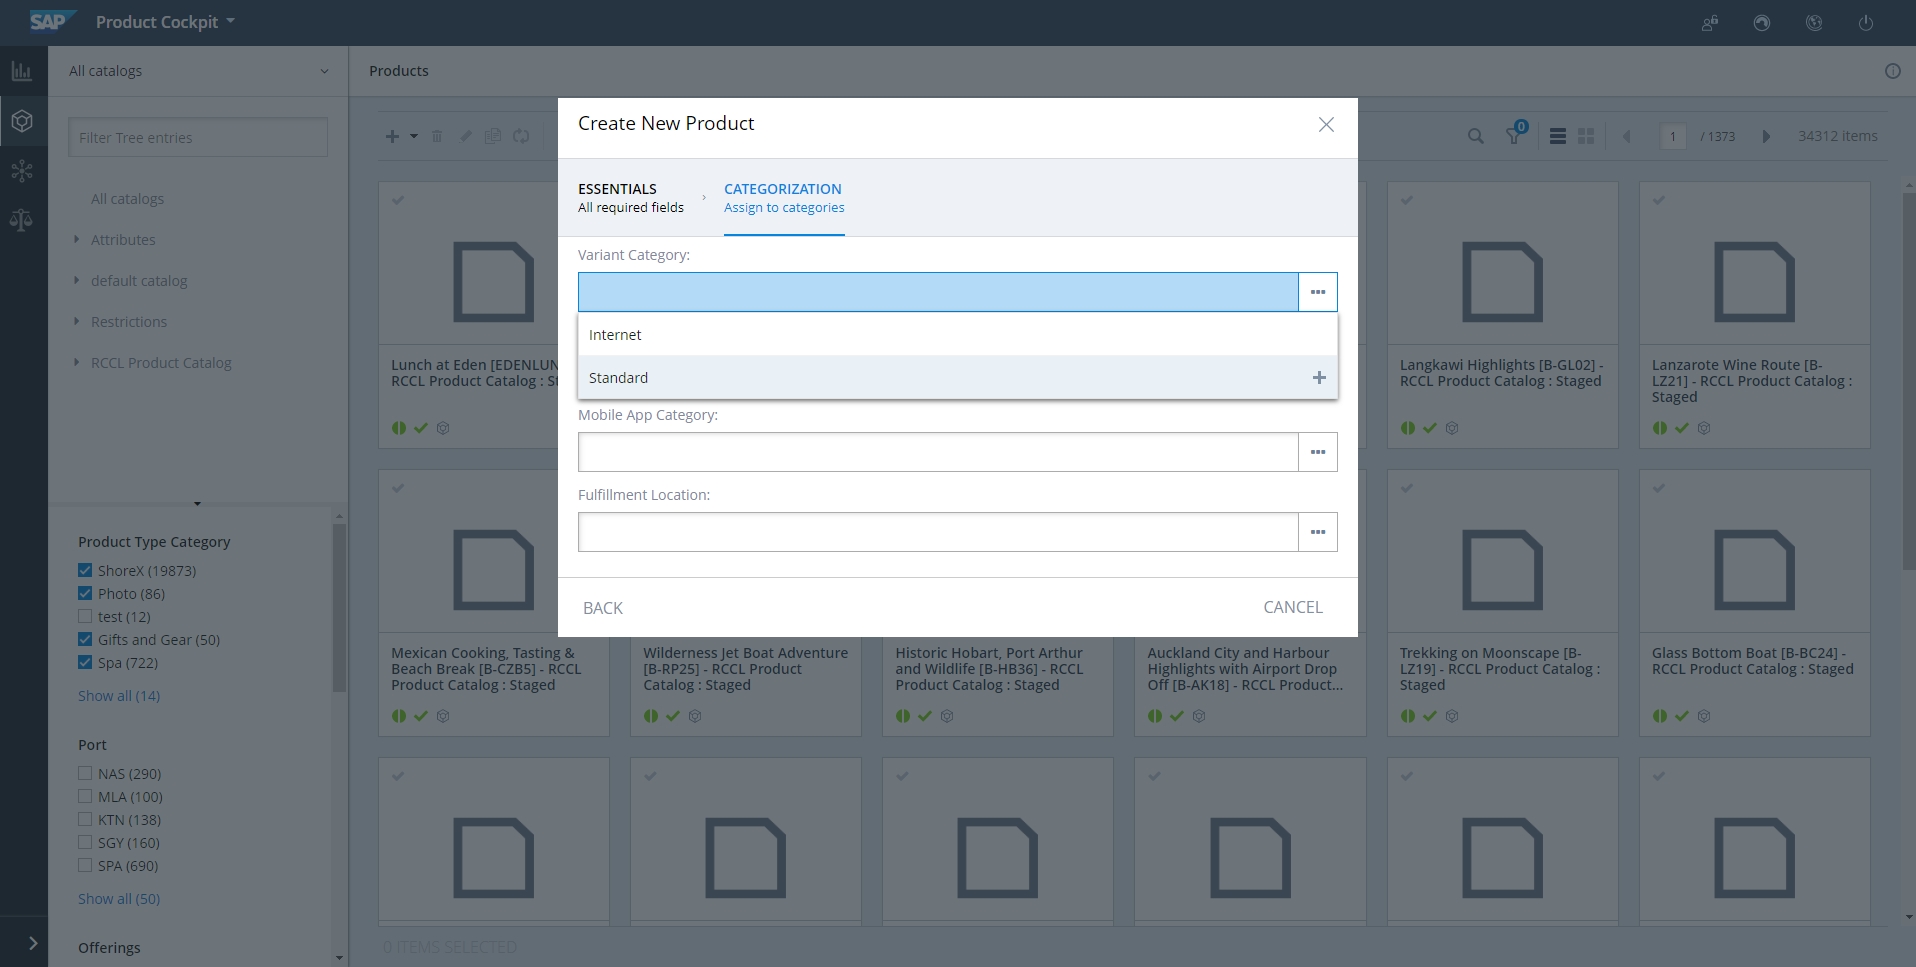 SAP
Product Cockpit
All catalogs
Products
Filter Tree entries
0
1
/ 1373
34312 items
All catalogs
Attributes
default catalog
Restrictions
RCCL Product Catalog
Create New Product
ESSENTIALS
All required fields
CATEGORIZATION
Assign to categories
Variant Category:
Internet
Standard
Mobile App Category:
Fulfillment Location:
BACK
CANCEL
Lunch at Eden [EDENLUN
RCCL Product Catalog : St
Langkawi Highlights [B-GL02] -
RCCL Product Catalog : Staged
Lanzarote Wine Route [B-
LZ21] - RCCL Product Catalog :
Staged
Product Type Category
ShoreX (19873)
Photo (86)
test (12)
Gifts and Gear (50)
Spa (722)
Show all (14)
Port
NAS (290)
MLA (100)
KTN (138)
SGY (160)
SPA (690)
Show all (50)
Offerings
Mexican Cooking, Tasting &
Beach Break [B-CZB5] - RCCL
Product Catalog : Staged
Wilderness Jet Boat Adventure
[B-RP25] - RCCL Product
Catalog : Staged
Historic Hobart, Port Arthur
and Wildlife [B-HB36] - RCCL
Product Catalog : Staged
Auckland City and Harbour
Highlights with Airport Drop
Off [B-AK18] - RCCL Product...
Trekking on Moonscape [B-
LZ19] - RCCL Product Catalog :
Staged
Glass Bottom Boat [B-BC24] -
RCCL Product Catalog : Staged
0 ITEMS SELECTED